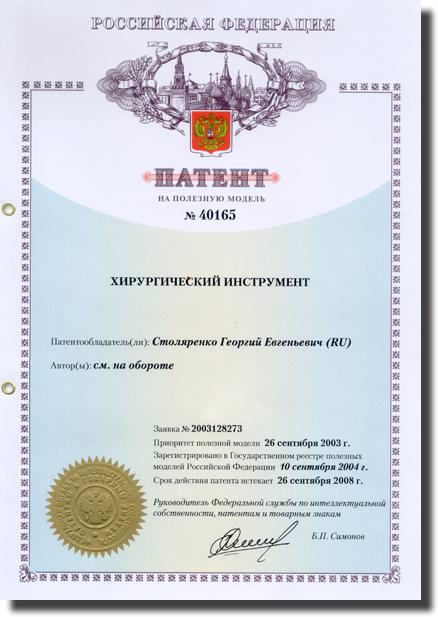 РОССИЙСКАЯ ФЕДЕРАЦИЯ
ПАТЕНТ
НА ПОЛЕЗНУЮ МОДЕЛЬ
№ 40165
ХИРУРГИЧЕСКИЙ ИНСТРУМЕНТ
Патентообладатель(ли): Столяренко Георгий Евгеньевич (RU)
Автор(ы): см. на обороте
Заявка № 2003128273
Приоритет полезной модели 26 сентября 2003 г.
Зарегистрировано в Государственном реестре полезных
моделей Российской Федерации 10 сентября 2004 г.
Срок действия патента истекает 26 сентября 2008 г.
Руководитель Федеральной службы по интеллектуальной
собственности, патентам и товарным знакам
Б.П. Симонов